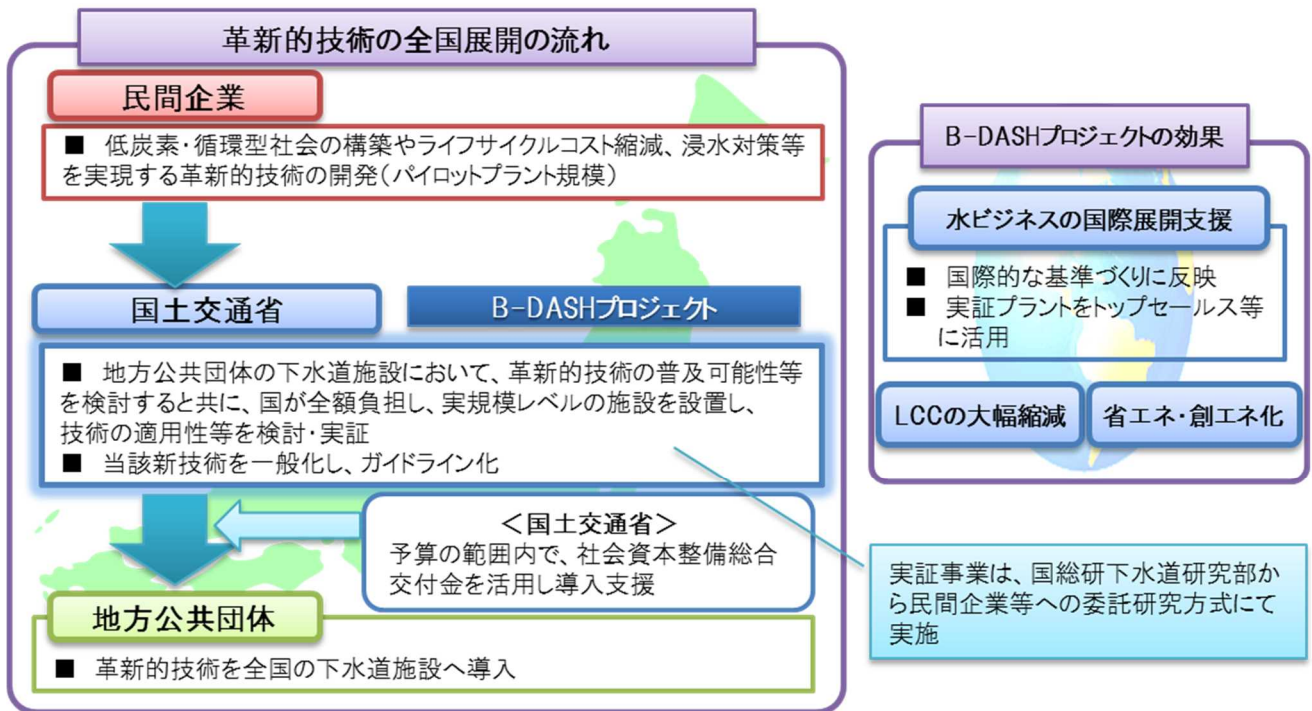 革新的技術の全国展開の流れ
民間企業
■ 低炭素・循環型社会の構築やライフサイクルコスト縮減、浸水対策等
を実現する革新的技術の開発（パイロットプラント規模）
国土交通省
B-DASHプロジェクト
■ 地方公共団体の下水道施設において、革新的技術の普及可能性等
を検討すると共に、国が全額負担し、実規模レベルの施設を設置し、
技術の適用性等を検討・実証
■ 当該新技術を一般化し、ガイドライン化
＜国土交通省＞
予算の範囲内で、社会資本整備総合
交付金を活用し導入支援
地方公共団体
■ 革新的技術を全国の下水道施設へ導入
B-DASHプロジェクトの効果
水ビジネスの国際展開支援
■ 国際的な基準づくりに反映
■ 実証プラントをトップセールス等
に活用
LCCの大幅縮減
省エネ・創エネ化
実証事業は、国総研下水道研究部か
ら民間企業等への委託研究方式にて
実施